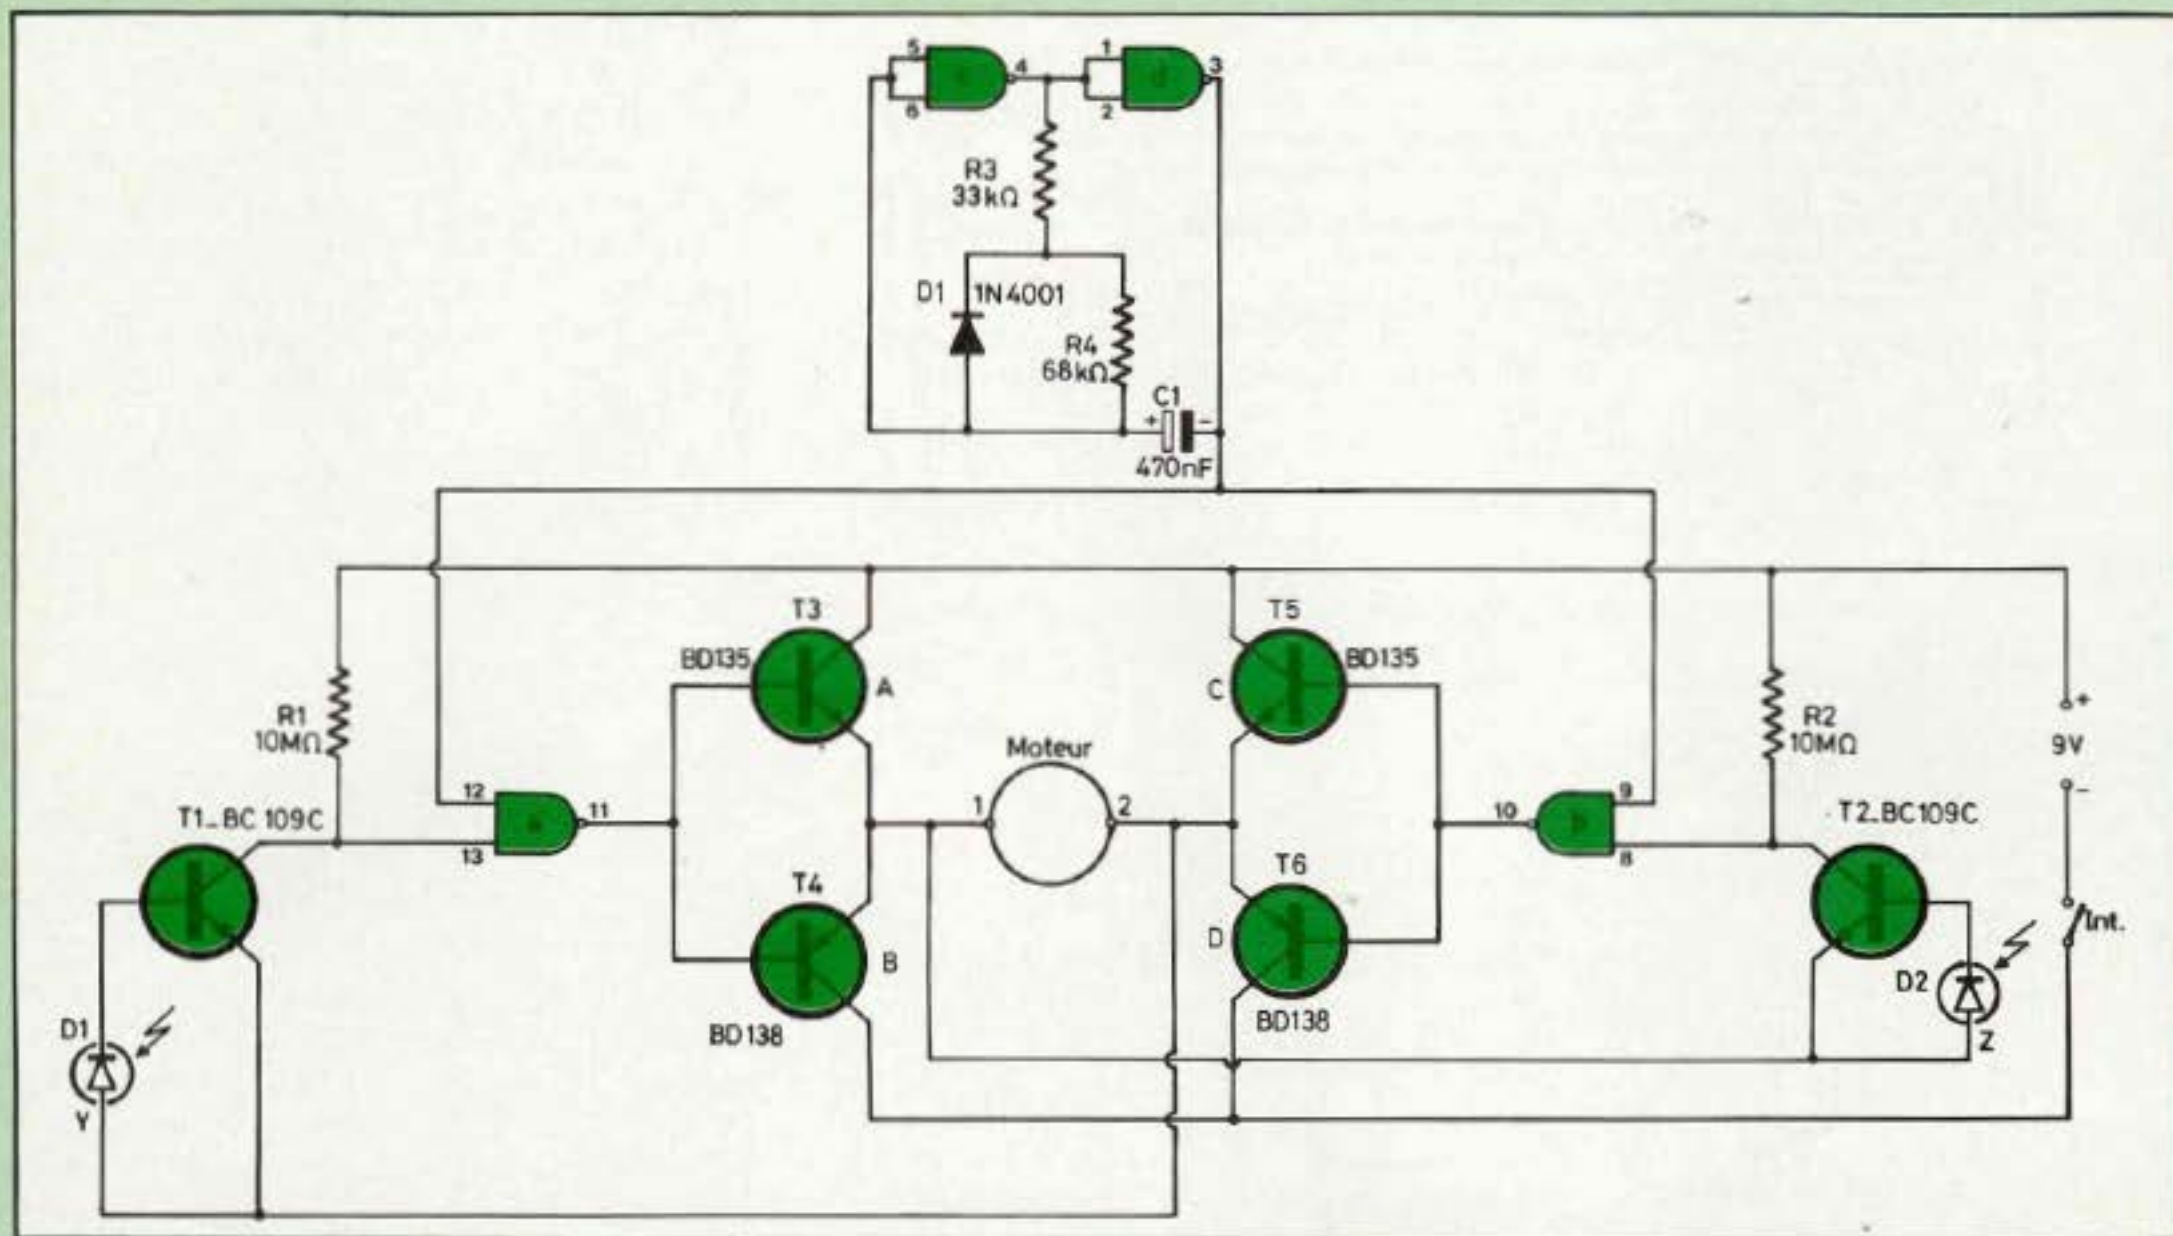 5
6
4
1
2
d
3
R3
33kΩ
D1 1N4001
R4
68kΩ
C1
+ -
470nF
T3
BD135
A
T5
BD135
C
R1
10MΩ
R2
10MΩ
+
9V
-
Moteur
1 2
12
13
a
11
10
b
9
8
T1_BC 109C
T2_BC109C
T4
B
BD138
T6
D
BD138
Int.
D1
Y
D2
Z